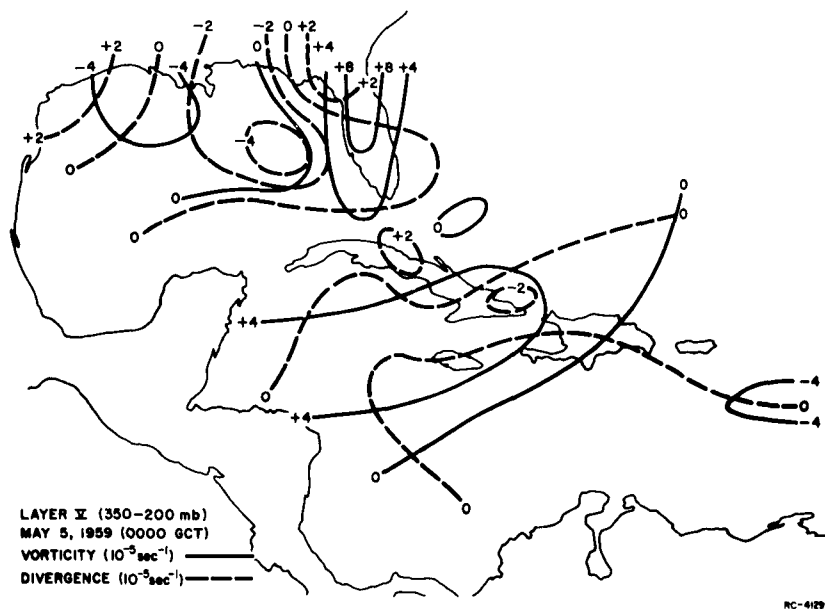 -2
-2 0 +2
+2 0 0 +4
-4 -4 +8 +2 +8 +4
+2
-4
0
0
0
0
0
0
+2
-2
+4
-4
0
0
+4
-4
0
0
LAYER V (350-200 mb)
MAY 5, 1959 (0000 GCT)
VORTICITY (10⁻⁵sec⁻¹)
DIVERGENCE (10⁻⁵sec⁻¹)
RC-4129